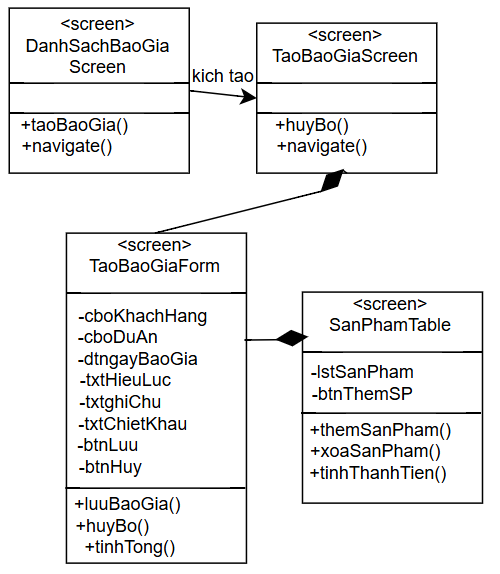 <screen>
DanhSachBaoGia
Screen
+taoBaoGia()
+navigate()
kich tao
<screen>
TaoBaoGiaScreen
+huyBo()
+navigate()
<screen>
TaoBaoGiaForm
-cboKhachHang
-cboDuAn
-dtngayBaoGia
-txtHieuLuc
-txtghiChu
-txtChietKhau
-btnLuu
-btnHuy
+luuBaoGia()
+huyBo()
+tinhTong()
<screen>
SanPhamTable
-lstSanPham
-btnThemSP
+themSanPham()
+xoaSanPham()
+tinhThanhTien()